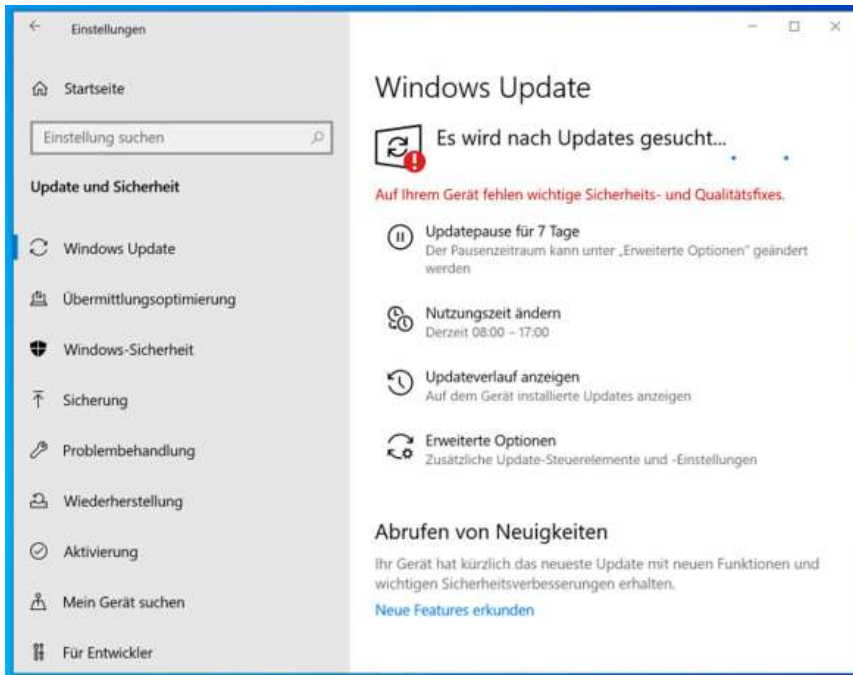 Einstellungen
Startseite
Einstellung suchen
Update und Sicherheit
Windows Update
Übermittlungsoptimierung
Windows-Sicherheit
Sicherung
Problembehandlung
Wiederherstellung
Aktivierung
Mein Gerät suchen
Für Entwickler
Windows Update
Es wird nach Updates gesucht...
Auf Ihrem Gerät fehlen wichtige Sicherheits- und Qualitätsfixes.
Updatepause für 7 Tage
Der Pausenzeitraum kann unter „Erweiterte Optionen" geändert
werden
Nutzungszeit ändern
Derzeit 08:00 – 17:00
Updateverlauf anzeigen
Auf dem Gerät installierte Updates anzeigen
Erweiterte Optionen
Zusätzliche Update-Steuerelemente und -Einstellungen
Abrufen von Neuigkeiten
Ihr Gerät hat kürzlich das neueste Update mit neuen Funktionen und
wichtigen Sicherheitsverbesserungen erhalten.
Neue Features erkunden